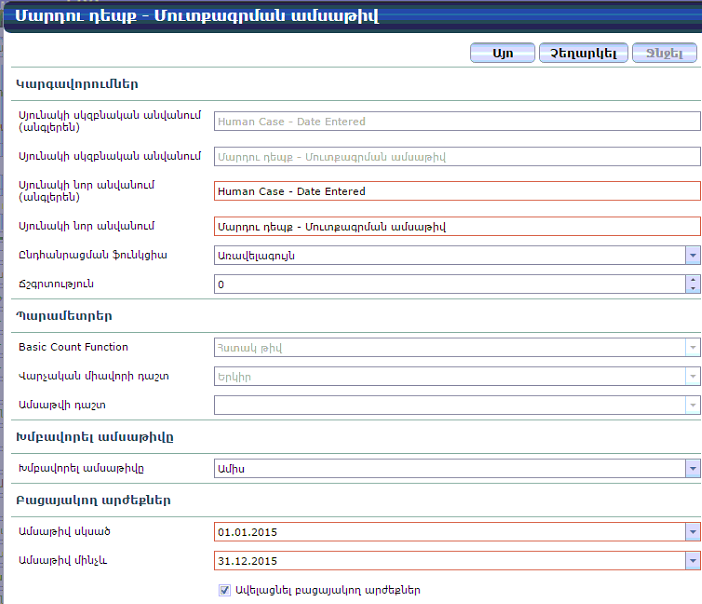 Մարդու դեպք - Մուտքագրման ամսաթիվ
Այո Չեղարկել Ջնջել
Կարգավորումներ
Սյունակի սկզբնական անվանում
(անգլերեն)
Human Case - Date Entered
Սյունակի սկզբնական անվանում
Մարդու դեպք - Մուտքագրման ամսաթիվ
Սյունակի նոր անվանում
(անգլերեն)
Human Case - Date Entered
Սյունակի նոր անվանում
Մարդու դեպք - Մուտքագրման ամսաթիվ
Ընդհանրացման ֆունկցիա Առավելագույն
Ճշգրտություն 0
Պարամետրեր
Basic Count Function Հստակ թիվ
Վարչական միավորի դաշտ Երկիր
Ամսաթվի դաշտ
Խմբավորել ամսաթիվը
Խմբավորել ամսաթիվը Ամիս
Բացայակող արժեքներ
Ամսաթիվ սկսած 01.01.2015
Ամսաթիվ մինչև 31.12.2015
Ավելացնել բացայակող արժեքներ